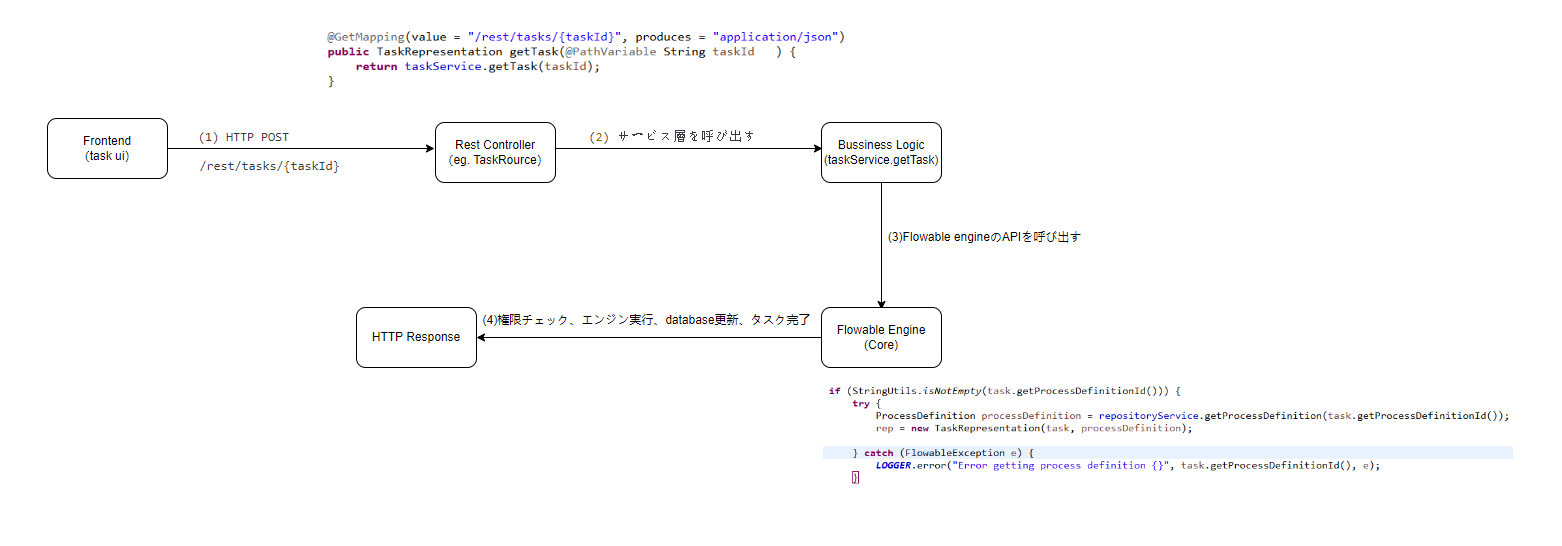 @GetMapping(value = "/rest/tasks/{taskId}", produces = "application/json")
public TaskRepresentation getTask(@PathVariable String taskId   ) {
    return taskService.getTask(taskId);
}
Frontend
(task ui)
(1) HTTP POST
/rest/tasks/{taskId}
Rest Controller
(eg. TaskRource)
(2) サービス層を呼び出す
Bussiness Logic
(taskService.getTask)
(3)Flowable engineのAPIを呼び出す
HTTP Response
(4)権限チェック、エンジン実行、database更新、タスク完了
Flowable Engine
(Core)
if (StringUtils.isNotEmpty(task.getProcessDefinitionId())) {
    try {
        ProcessDefinition processDefinition = repositoryService.getProcessDefinition(task.getProcessDefinitionId());
        rep = new TaskRepresentation(task, processDefinition);
    } catch (FlowableException e) {
        LOGGER.error("Error getting process definition {}", task.getProcessDefinitionId(), e);
    }